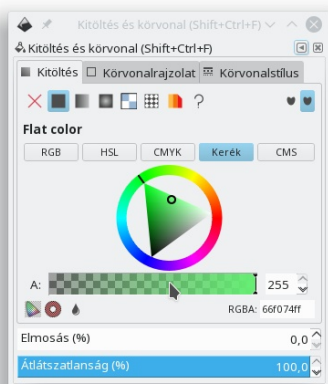 Kitöltés és körvonal (Shift+Ctrl+F)
Kitöltés és körvonal (Shift+Ctrl+F)
Kitöltés Körvonalrajzolat Körvonalstílus
?
Flat color
RGB HSL CMYK Kerék CMS
A: 255
RGBA: 66f074ff
Elmosás (%) 0,0
Átlátszatlanság (%) 100,0